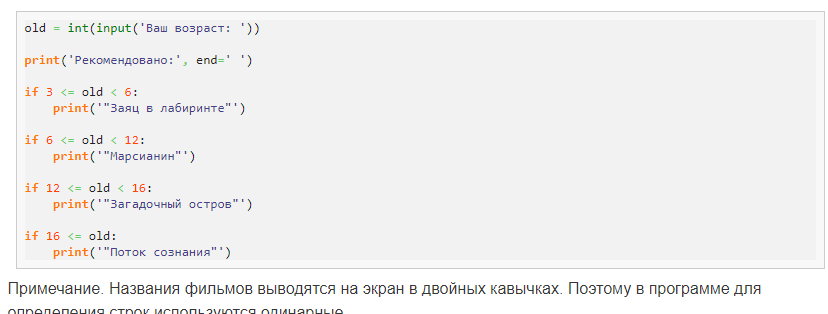 old = int(input('Ваш возраст: '))
print('Рекомендовано:', end=' ')
if 3 <= old < 6:
    print('"Заяц в лабиринте"')
if 6 <= old < 12:
    print('"Марсианин"')
if 12 <= old < 16:
    print('"Загадочный остров"')
if 16 <= old:
    print('"Поток сознания"')
Примечание. Названия фильмов выводятся на экран в двойных кавычках. Поэтому в программе для
определения строк используются одинарные.